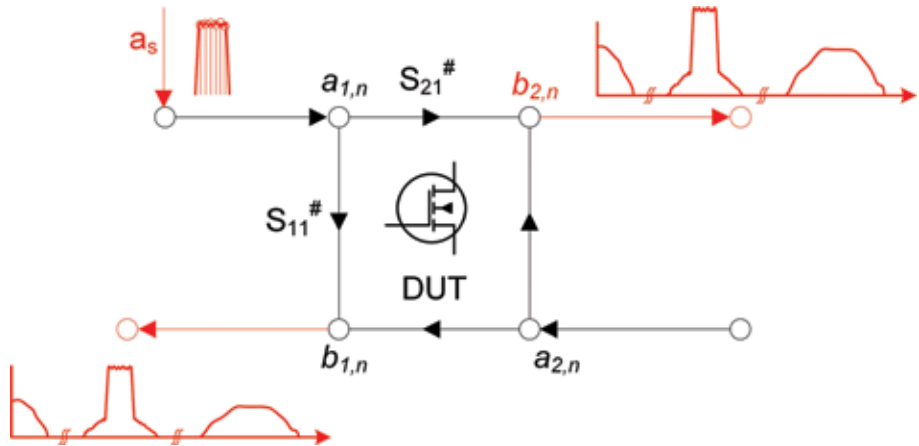 aₛ
a₁,ₙ
S₂₁#
b₂,ₙ
S₁₁#
DUT
b₁,ₙ
a₂,ₙ